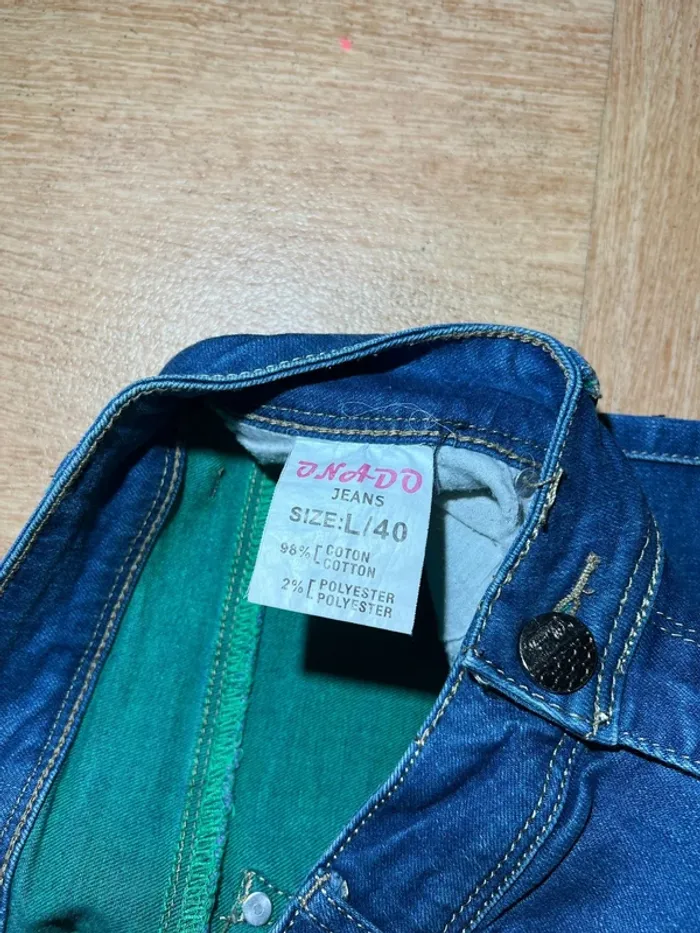 ONADO
JEANS
SIZE:L/40
98% [ COTON
COTTON
2% [ POLYESTER
POLYESTER